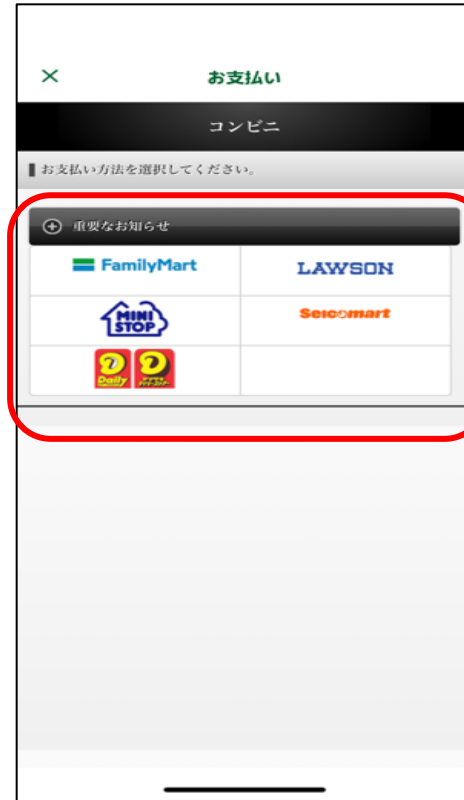 × お支払い
コンビニ
お支払い方法を選択してください。
重要なお知らせ
FamilyMart LAWSON
MINI STOP Seicomart
Daily